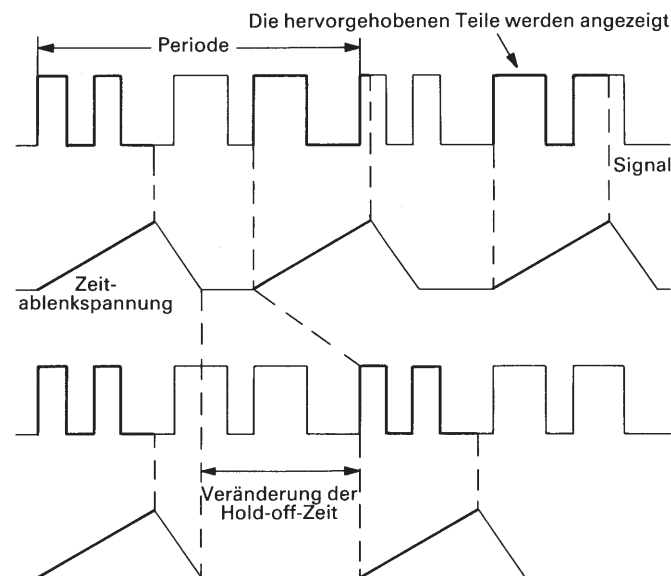 Die hervorgehobenen Teile werden angezeigt
Periode
Signal
Zeit-
ablenkspannung
Veränderung der
Hold-off-Zeit